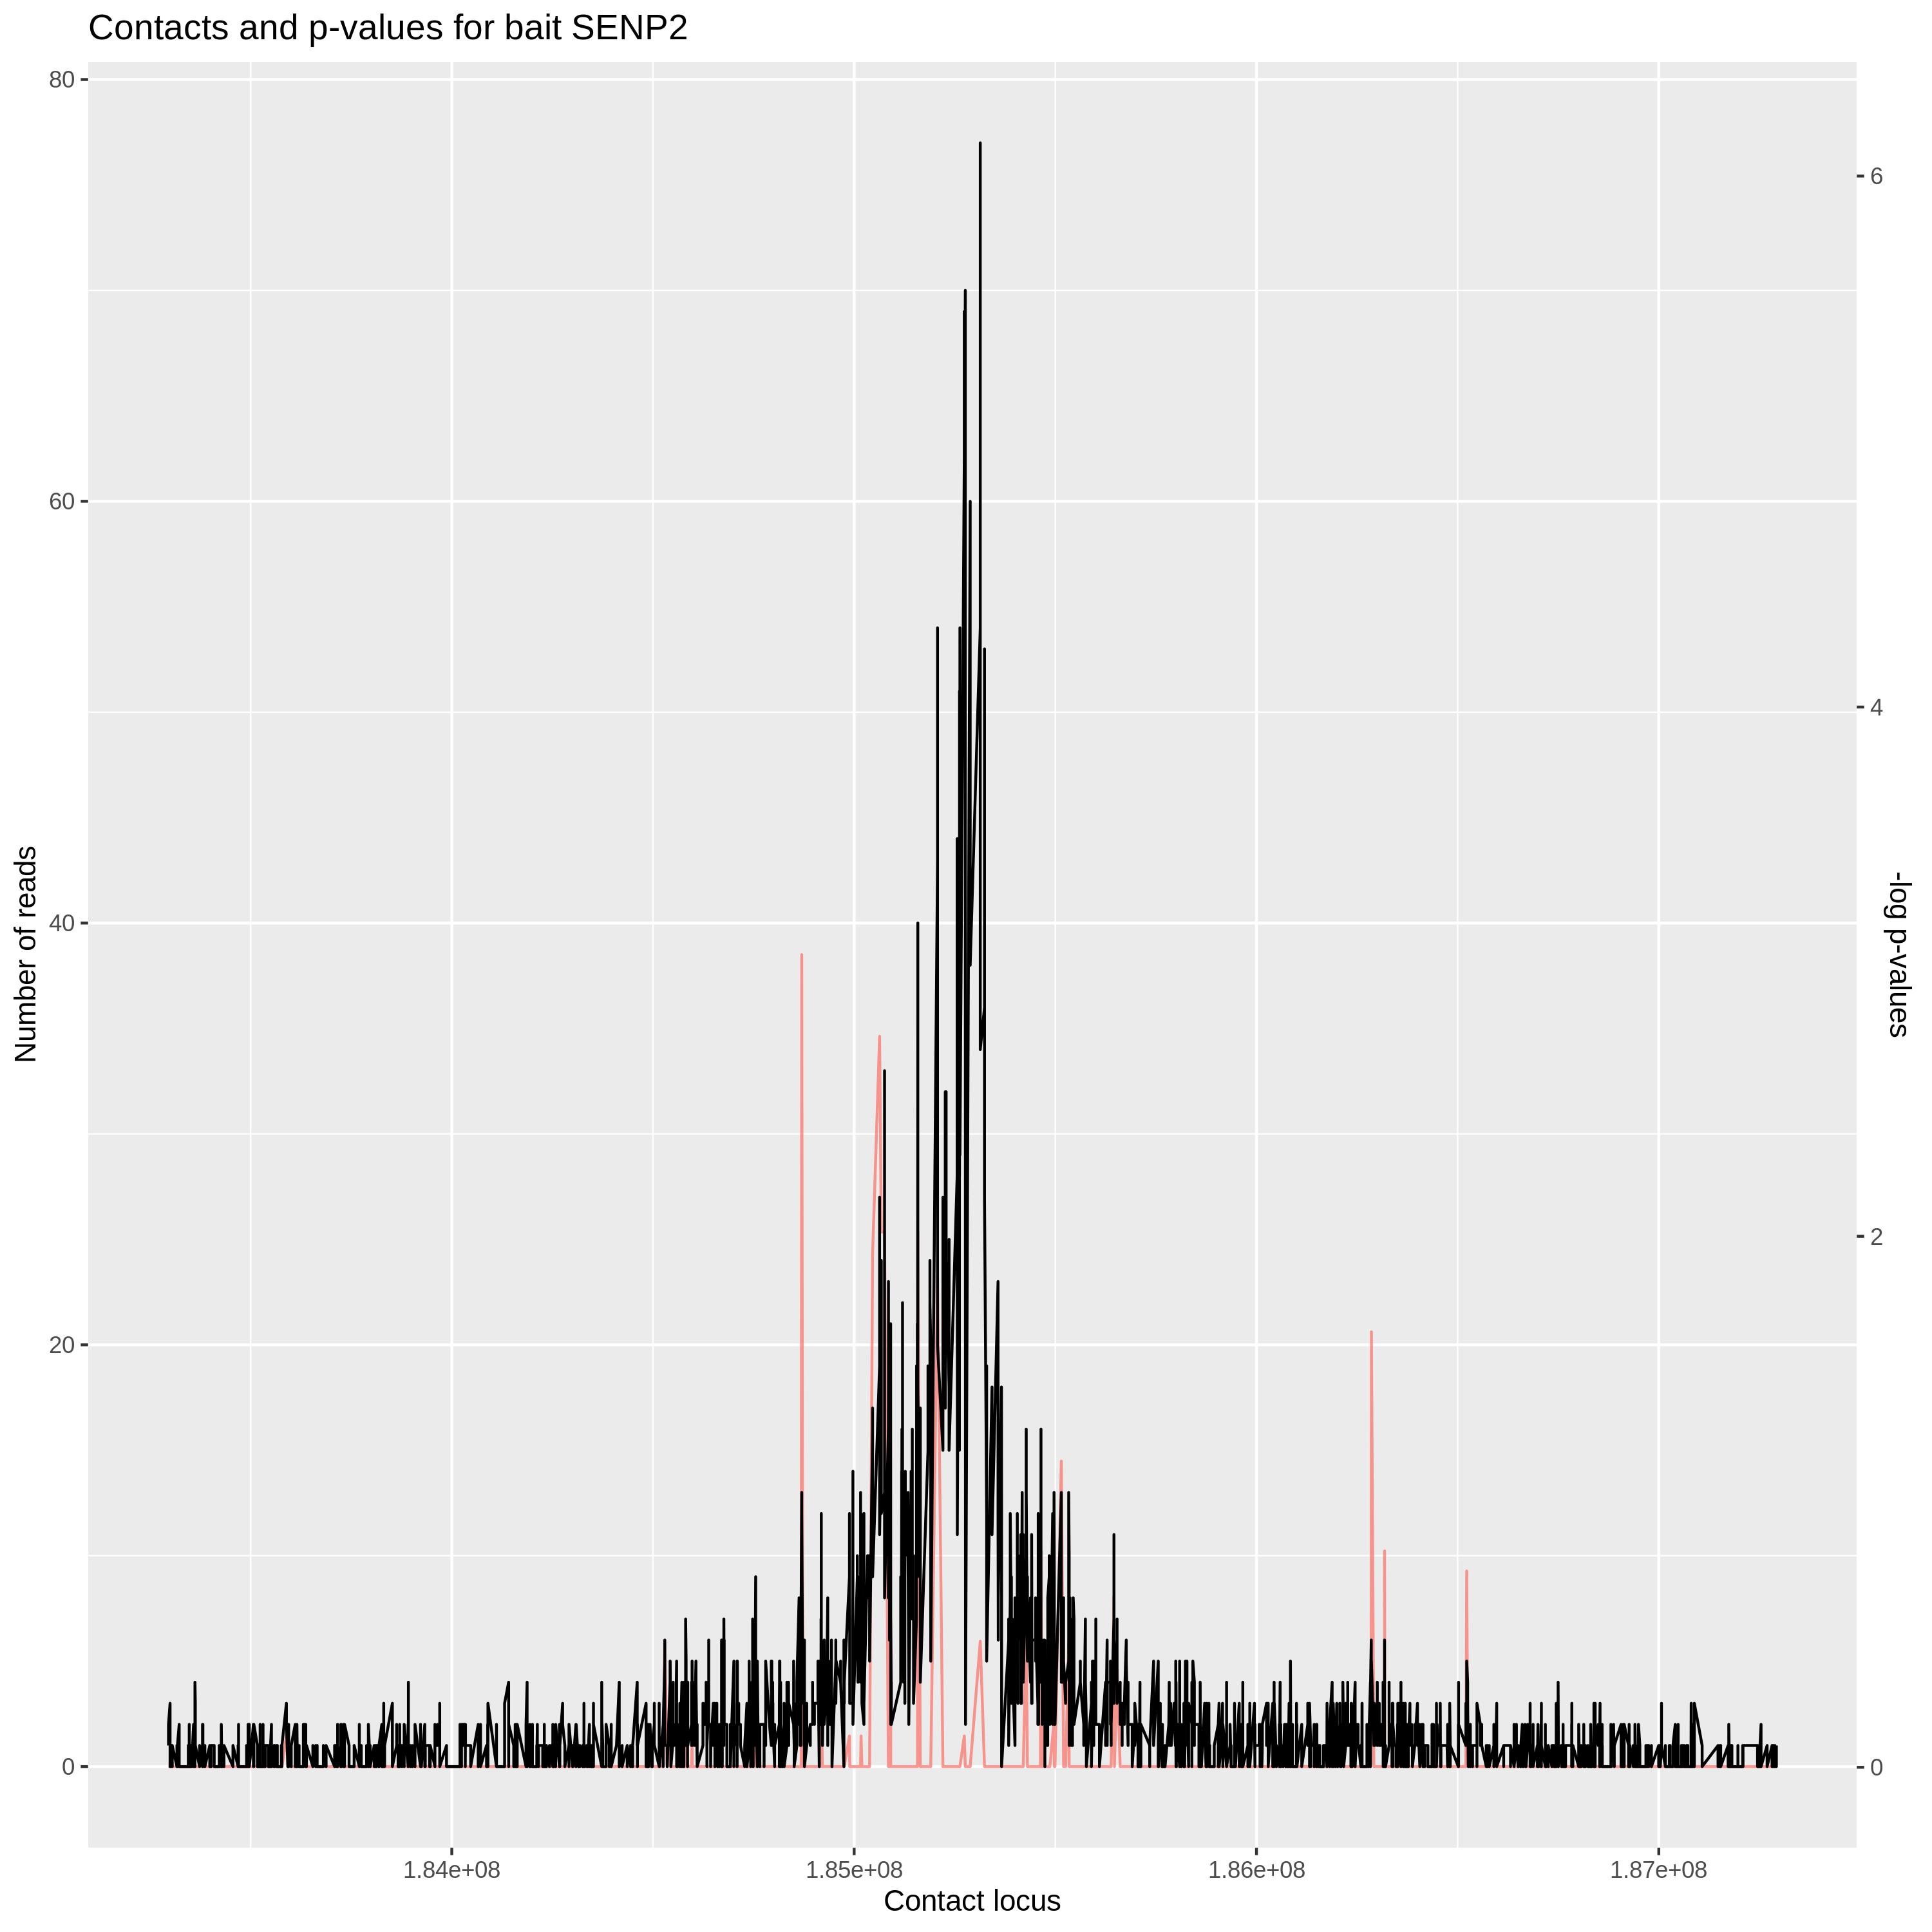 Contacts and p-values for bait SENP2
80
60
40
20
0
Number of reads
6
4
2
0
-log p-values
1.84e+08 1.85e+08 1.86e+08 1.87e+08
Contact locus